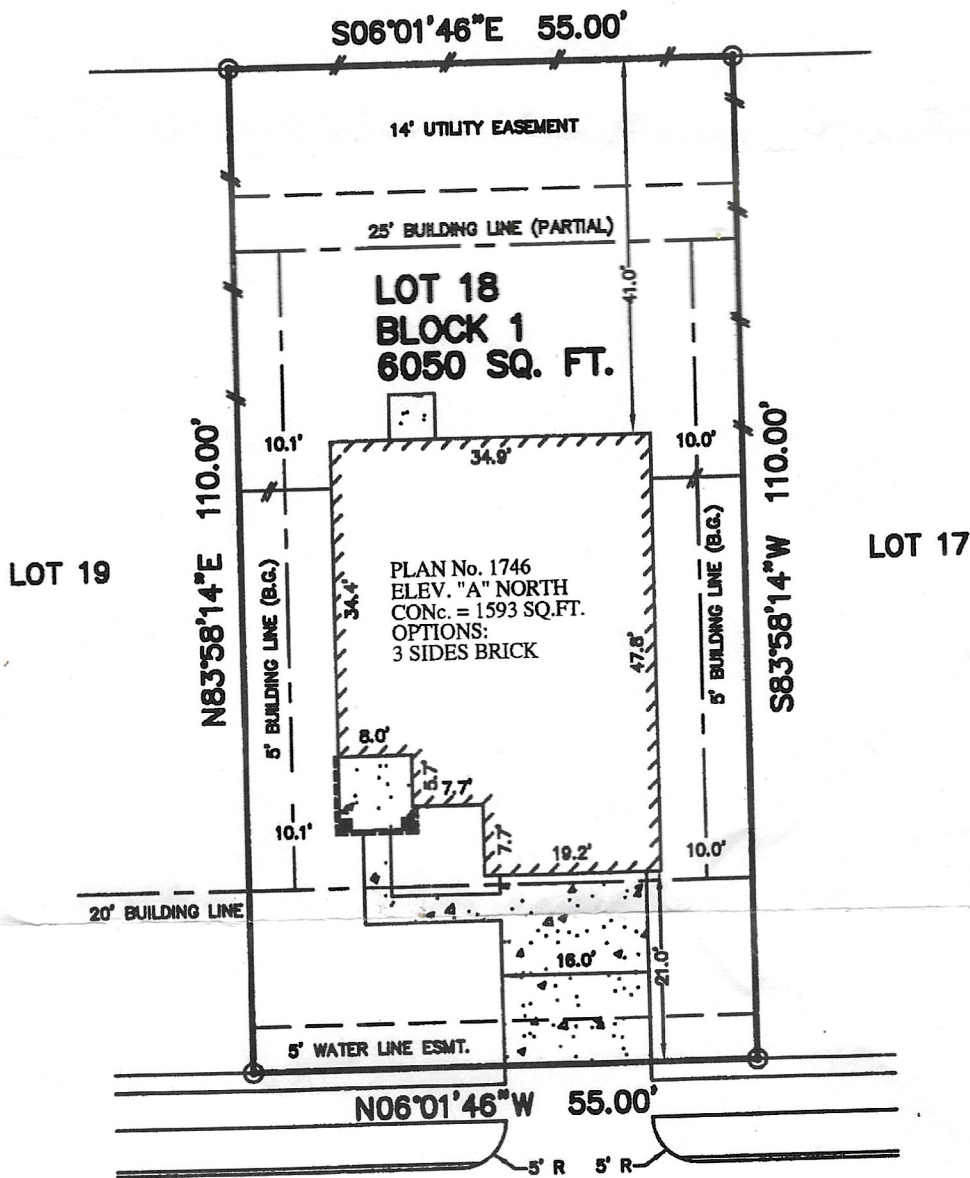 S06°01'46"E 55.00'
14' UTILITY EASEMENT
25' BUILDING LINE (PARTIAL)
41.0'
LOT 18
BLOCK 1
6050 SQ. FT.
N83°58'14"E 110.00'
S83°58'14"W 110.00'
10.1'
10.0'
34.9'
LOT 19
LOT 17
5' BUILDING LINE (B.G.)
5' BUILDING LINE (B.G.)
34.4'
47.8'
PLAN No. 1746
ELEV. "A" NORTH
CONc. = 1593 SQ.FT.
OPTIONS:
3 SIDES BRICK
8.0'
5.7'
7.7'
7.7'
10.1'
19.2'
10.0'
20' BUILDING LINE
16.0'
21.0'
5' WATER LINE ESMT.
N06°01'46"W 55.00'
5' R 5' R